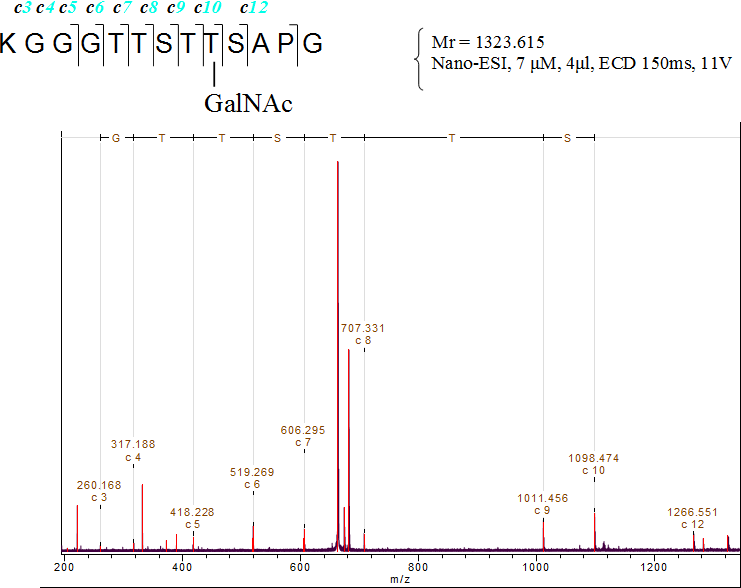 c3 c4 c5 c6 c7 c8 c9 c10 c12
K G G G T T S T T S A P G
GalNAc
Mr = 1323.615
Nano-ESI, 7 μM, 4μl, ECD 150ms, 11V
G T T S T T S
707.331
c 8
606.295
c 7
317.188
c 4
1098.474
c 10
519.269
c 6
260.168
c 3
1011.456
c 9
418.228
c 5
1266.551
c 12
200 400 600 800 1000 1200
m/z